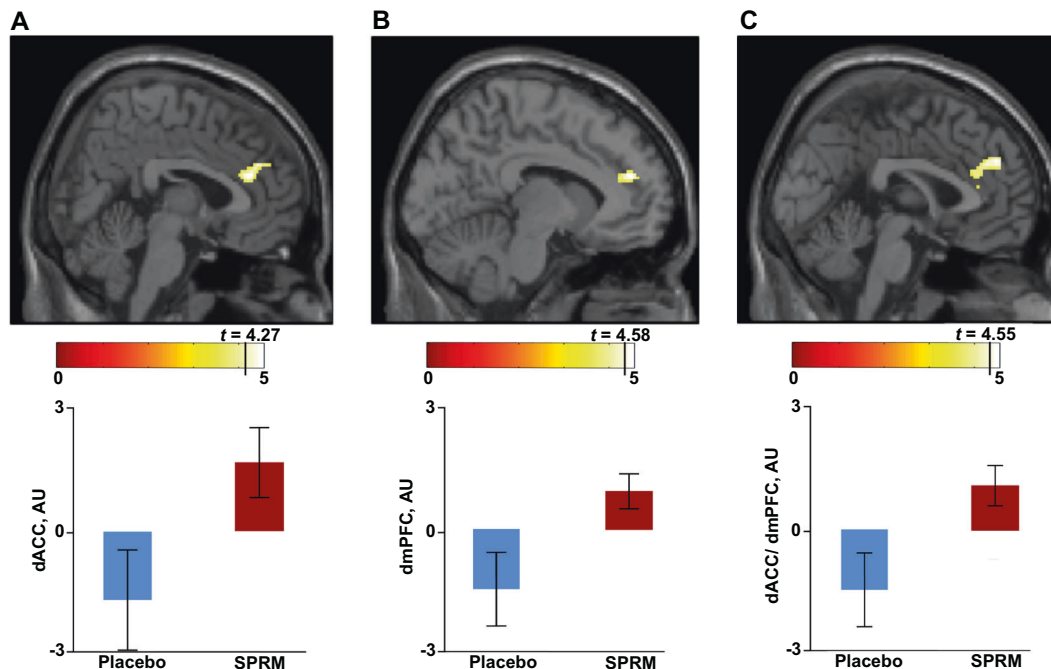 A
t = 4.27
0
5
3
0
-3
dACC, AU
Placebo
SPRM
B
t = 4.58
0
5
3
0
-3
dmPFC, AU
Placebo
SPRM
C
t = 4.55
0
5
3
0
-3
dACC/ dmPFC, AU
Placebo
SPRM